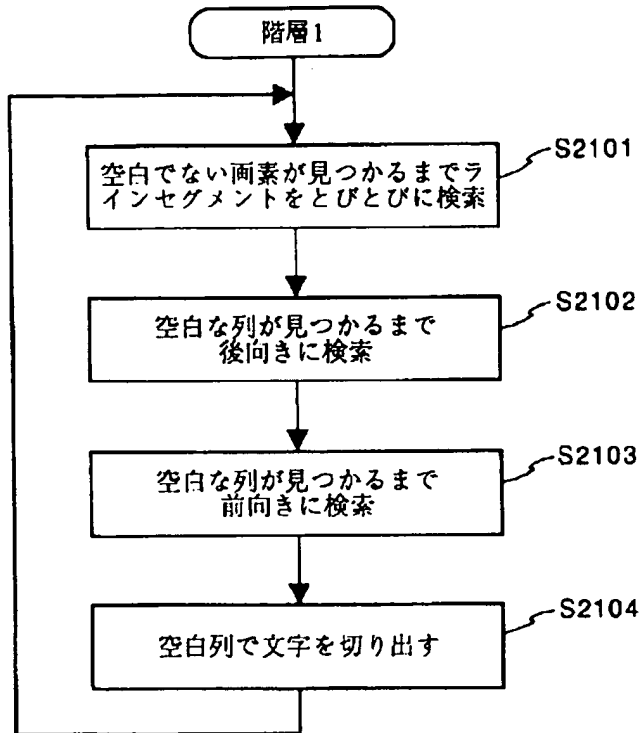 階層1
S2101
空白でない画素が見つかるまでラ
インセグメントをとびとびに検索
S2102
空白な列が見つかるまで
後向きに検索
S2103
空白な列が見つかるまで
前向きに検索
S2104
空白列で文字を切り出す